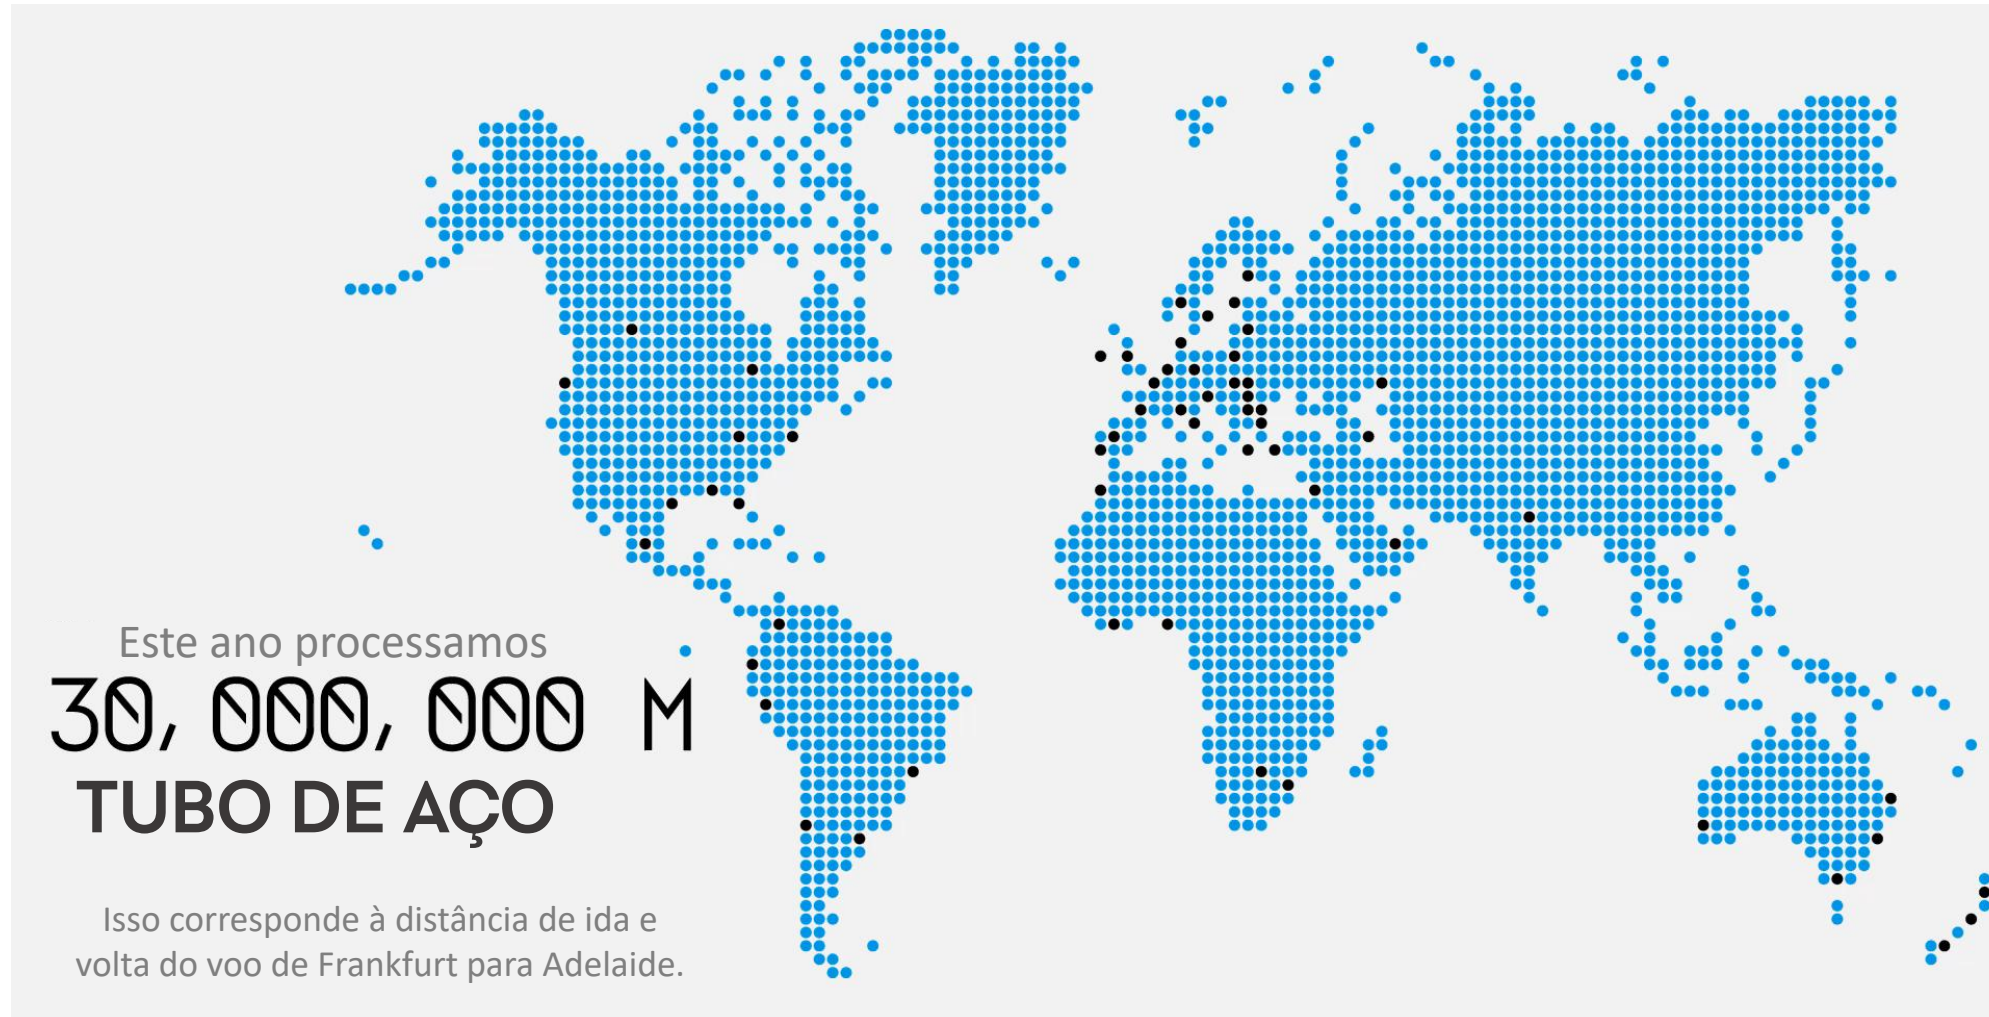 Este ano processamos
30, 000, 000 M
TUBO DE AÇO
Isso corresponde à distância de ida e
volta do voo de Frankfurt para Adelaide.